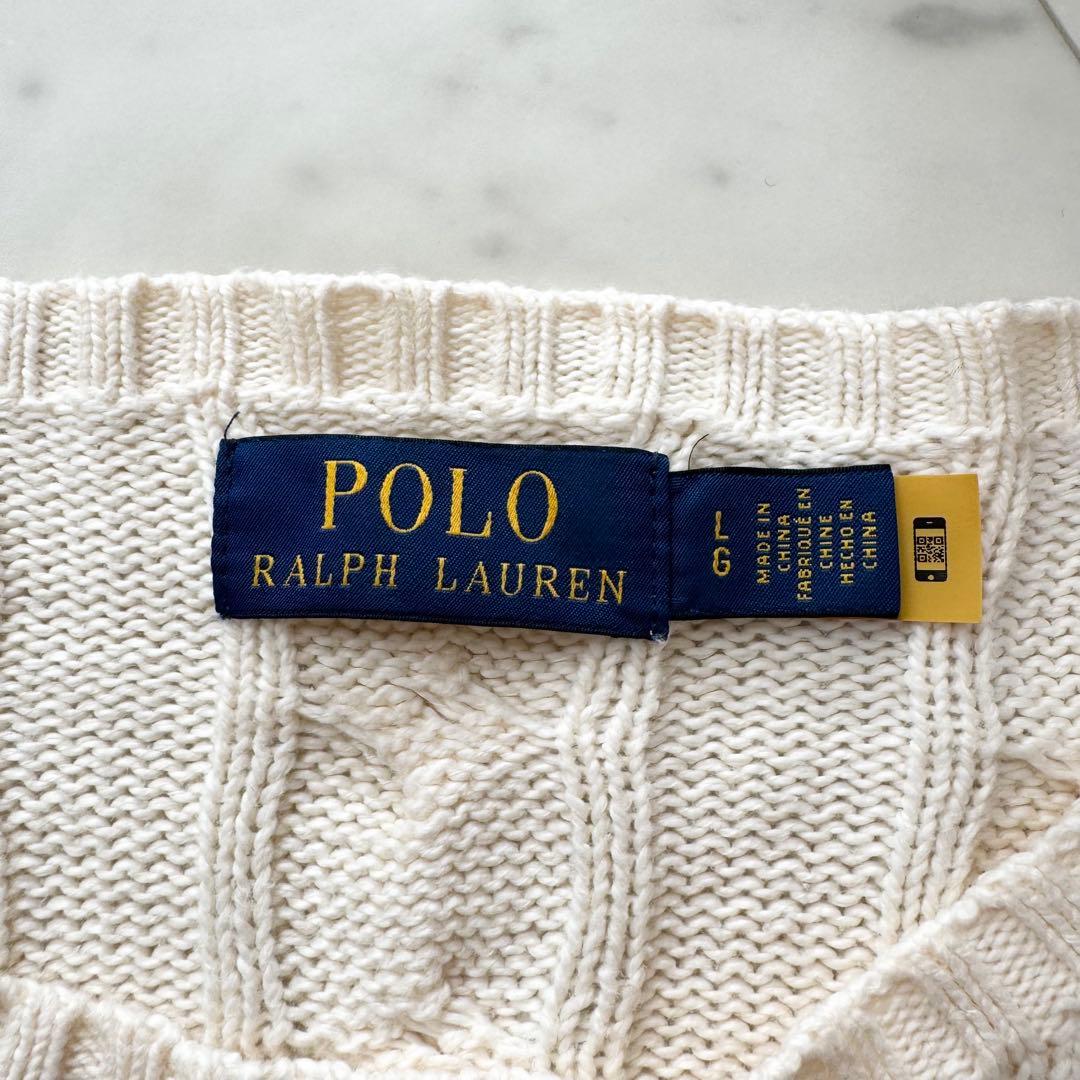 POLO
RALPH LAUREN
L
G
MADE IN
CHINA
FABRIQUÉ EN
CHINE
HECHO EN
CHINA